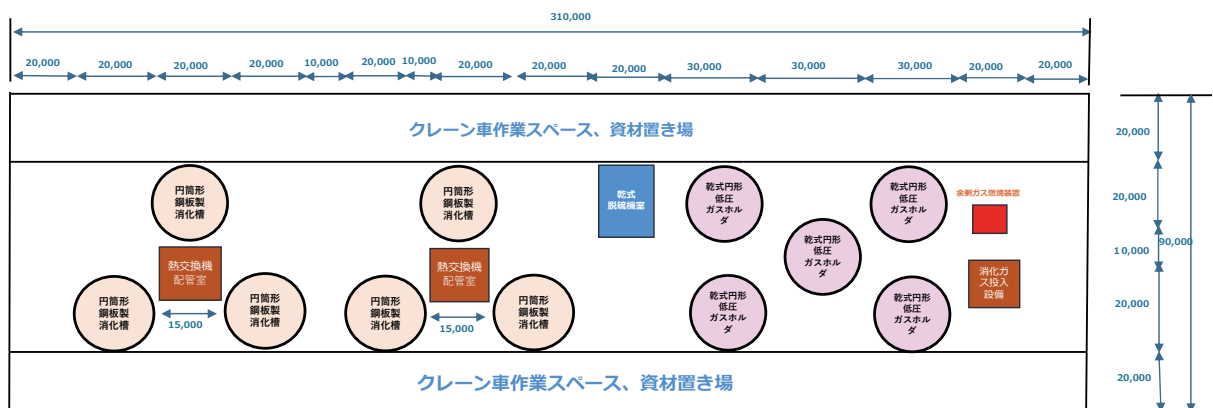 310,000
20,000
20,000
20,000
20,000
10,000
20,000
10,000
20,000
20,000
20,000
30,000
30,000
30,000
20,000
20,000
クレーン車作業スペース、資材置き場
20,000
円筒形
鋼板製
消化槽
円筒形
鋼板製
消化槽
乾式
脱硫機室
乾式円形
低圧
ガスホル
ダ
乾式円形
低圧
ガスホル
ダ
余剰ガス燃焼装置
20,000
乾式円形
低圧
ガスホル
ダ
10,000
90,000
熱交換機
配管室
熱交換機
配管室
消化ガ
ス投入
設備
円筒形
鋼板製
消化槽
円筒形
鋼板製
消化槽
円筒形
鋼板製
消化槽
円筒形
鋼板製
消化槽
乾式円形
低圧
ガスホル
ダ
乾式円形
低圧
ガスホル
ダ
20,000
15,000
15,000
クレーン車作業スペース、資材置き場
20,000